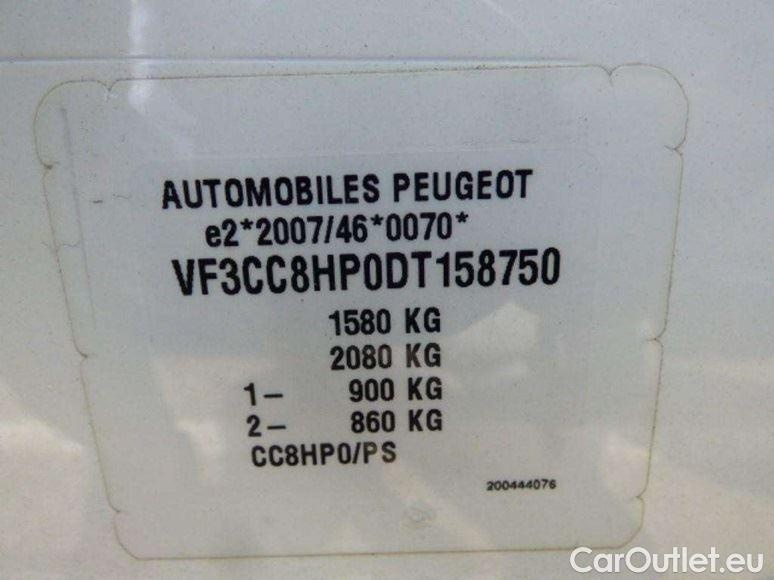 AUTOMOBILES PEUGEOT
e2*2007/46*0070*
VF3CC8HP0DT158750
1580 KG
2080 KG
1- 900 KG
2- 860 KG
CC8HP0/PS
200444076
CarOutlet.eu